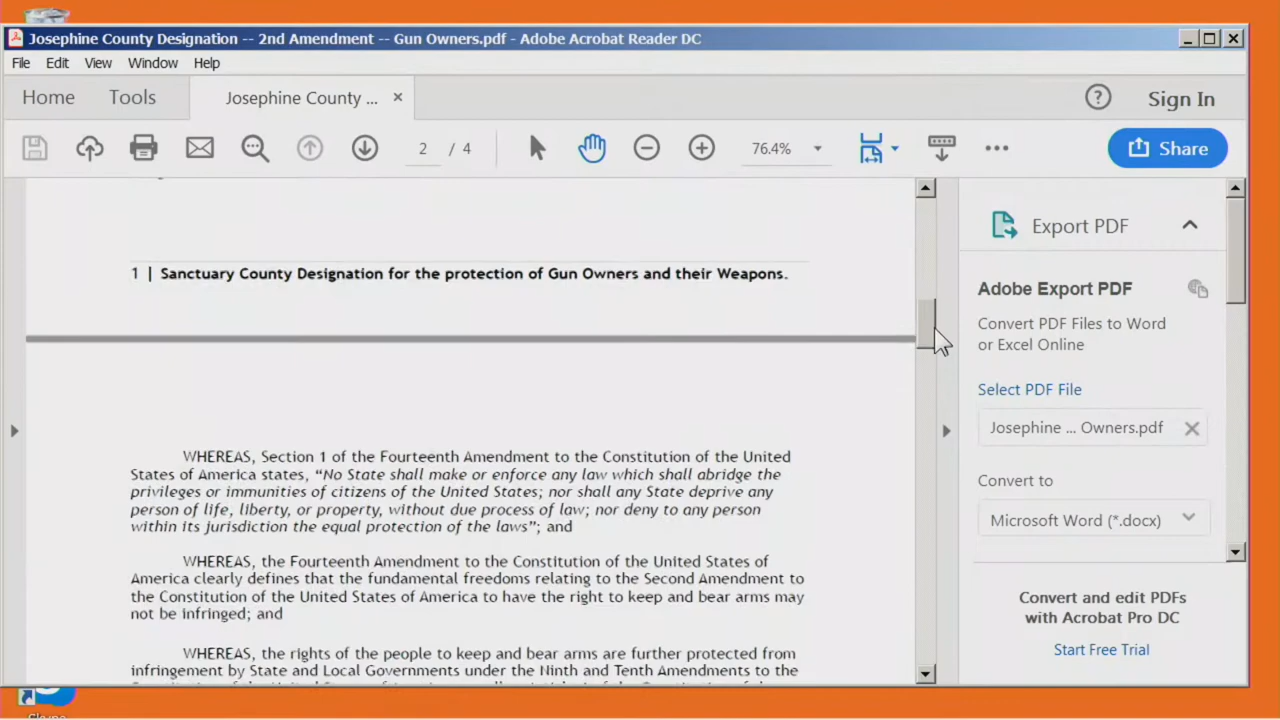 Josephine County Designation -- 2nd Amendment -- Gun Owners.pdf - Adobe Acrobat Reader DC
File Edit View Window Help
Home Tools Josephine County ... Sign In
2 / 4 76.4% Share
1 | Sanctuary County Designation for the protection of Gun Owners and their Weapons.
WHEREAS, Section 1 of the Fourteenth Amendment to the Constitution of the United
States of America states, “No State shall make or enforce any law which shall abridge the
privileges or immunities of citizens of the United States; nor shall any State deprive any
person of life, liberty, or property, without due process of law; nor deny to any person
within its jurisdiction the equal protection of the laws”; and
WHEREAS, the Fourteenth Amendment to the Constitution of the United States of
America clearly defines that the fundamental freedoms relating to the Second Amendment to
the Constitution of the United States of America to have the right to keep and bear arms may
not be infringed; and
WHEREAS, the rights of the people to keep and bear arms are further protected from
infringement by State and Local Governments under the Ninth and Tenth Amendments to the
Export PDF
Adobe Export PDF
Convert PDF Files to Word
or Excel Online
Select PDF File
Josephine ... Owners.pdf
Convert to
Microsoft Word (*.docx)
Convert and edit PDFs
with Acrobat Pro DC
Start Free Trial